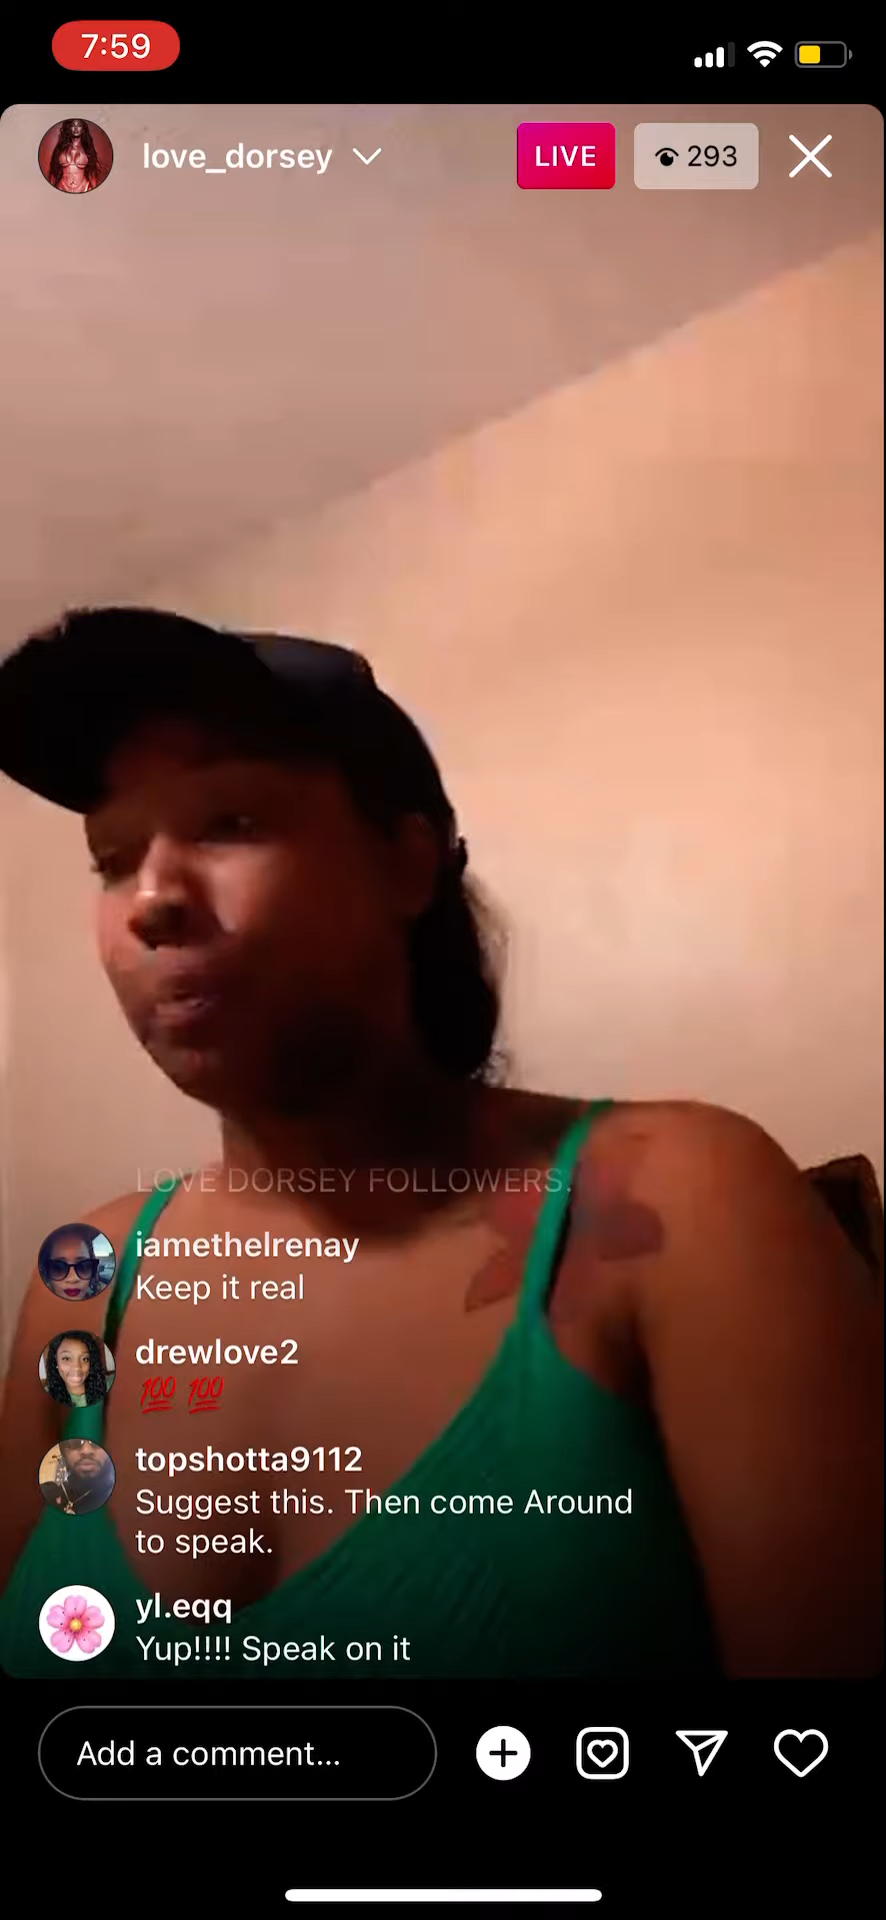 7:59
love_dorsey
LIVE
293
LOVE DORSEY FOLLOWERS.
iamethelrenay
Keep it real
drewlove2
💯 💯
topshotta9112
Suggest this. Then come Around
to speak.
yl.eqq
Yup!!!! Speak on it
Add a comment...